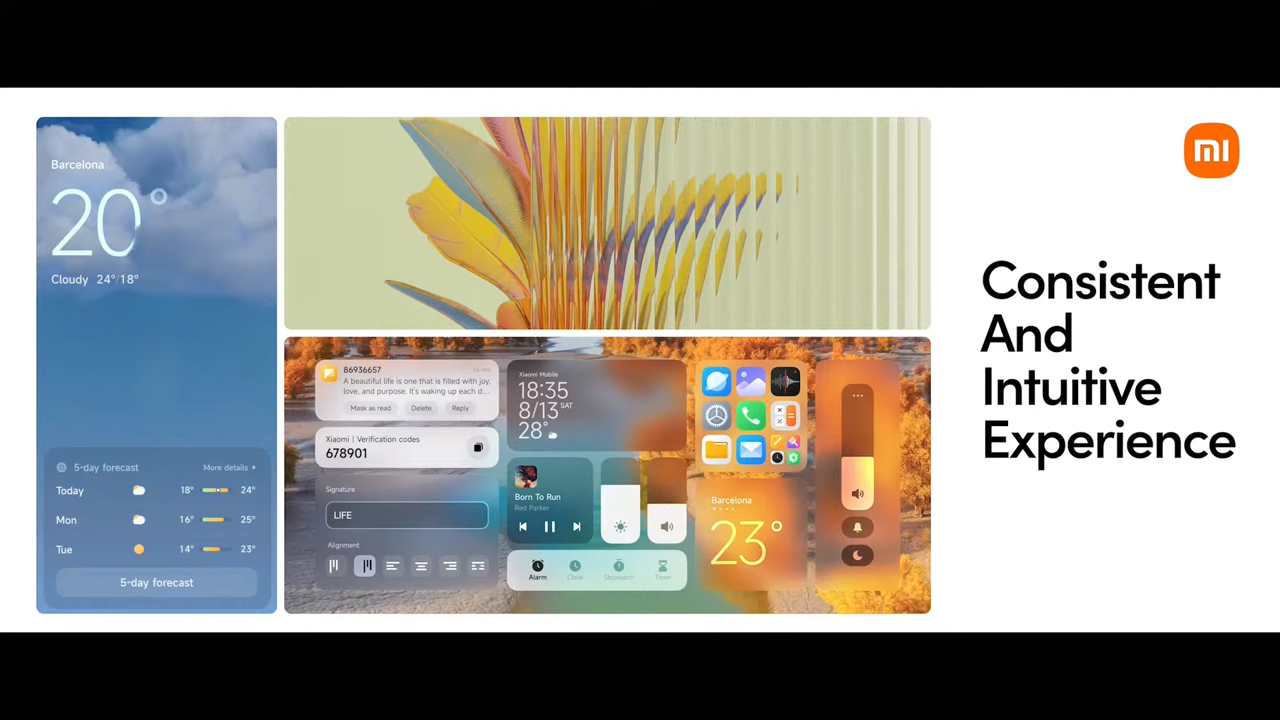 Barcelona
20°
Cloudy 24°/18°
5-day forecast More details
Today 18° 24°
Mon 16° 25°
Tue 14° 23°
5-day forecast
86936657
A beautiful life is one that is filled with joy,
love, and purpose. It's waking up each d...
Mask as read Delete Reply
Xiaomi | Verification codes
678901
Signature
LIFE
Alignment
Xiaomi Mobile
18:35
8/13 SAT
28°
Born To Run
Red Parker
Alarm Clock Stopwatch Timer
Barcelona
23°
mi
Consistent
And
Intuitive
Experience